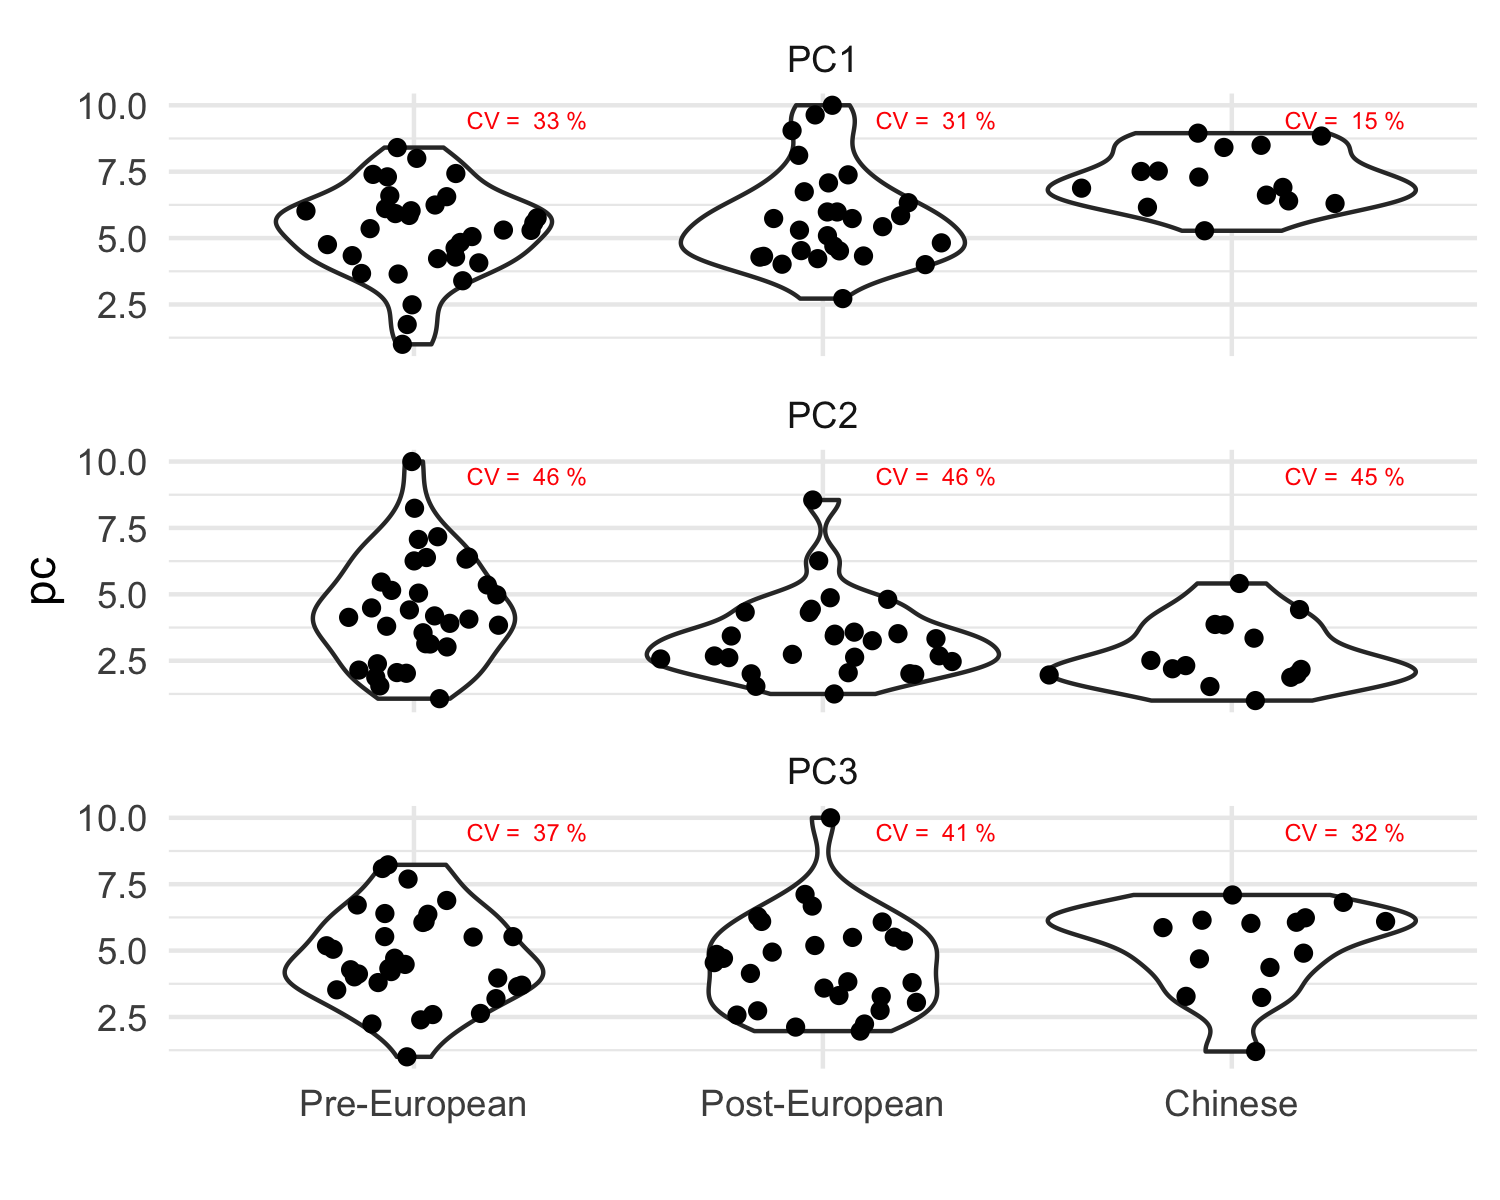 PC1
10.0
7.5
5.0
2.5
CV = 33 %
CV = 31 %
CV = 15 %
PC2
10.0
7.5
5.0
2.5
CV = 46 %
CV = 46 %
CV = 45 %
pc
PC3
10.0
7.5
5.0
2.5
CV = 37 %
CV = 41 %
CV = 32 %
Pre-European
Post-European
Chinese